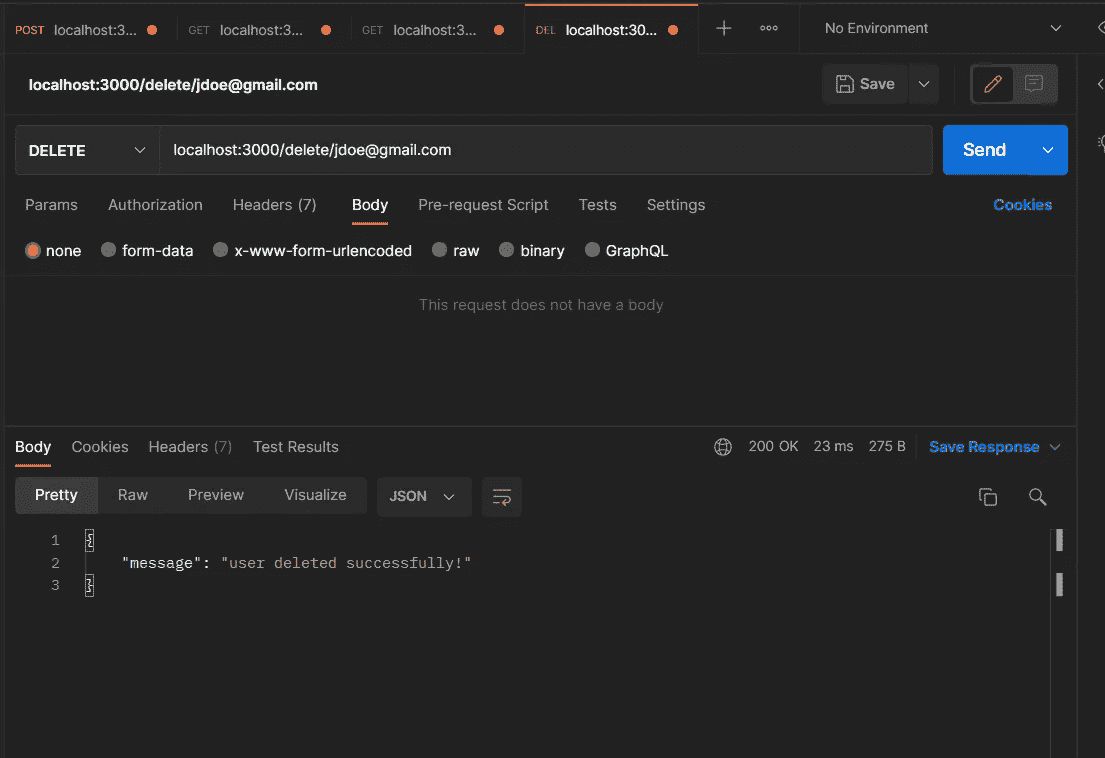 POST localhost:3... GET localhost:3... GET localhost:3... DEL localhost:30... No Environment
localhost:3000/delete/jdoe@gmail.com Save
DELETE localhost:3000/delete/jdoe@gmail.com Send
Params Authorization Headers (7) Body Pre-request Script Tests Settings Cookies
none form-data x-www-form-urlencoded raw binary GraphQL
This request does not have a body
Body Cookies Headers (7) Test Results 200 OK 23 ms 275 B Save Response
Pretty Raw Preview Visualize JSON
1 {
2 "message": "user deleted successfully!"
3 }